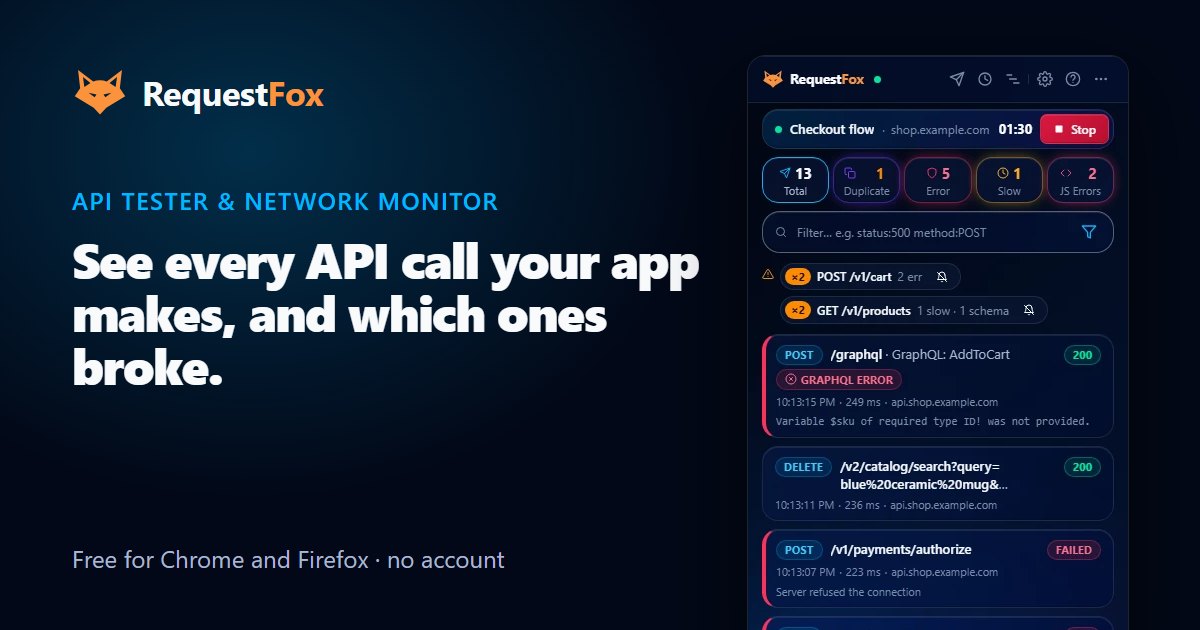 RequestFox
API TESTER & NETWORK MONITOR
See every API call your app
makes, and which ones
broke.
Free for Chrome and Firefox · no account
RequestFox
Checkout flow · shop.example.com 01:30 Stop
13 Total
1 Duplicate
5 Error
1 Slow
2 JS Errors
Filter... e.g. status:500 method:POST
×2 POST /v1/cart 2 err
×2 GET /v1/products 1 slow · 1 schema
POST /graphql · GraphQL: AddToCart 200
GRAPHQL ERROR
10:13:15 PM · 249 ms · api.shop.example.com
Variable $sku of required type ID! was not provided.
DELETE /v2/catalog/search?query= 200
blue%20ceramic%20mug&...
10:13:11 PM · 236 ms · api.shop.example.com
POST /v1/payments/authorize FAILED
10:13:07 PM · 223 ms · api.shop.example.com
Server refused the connection